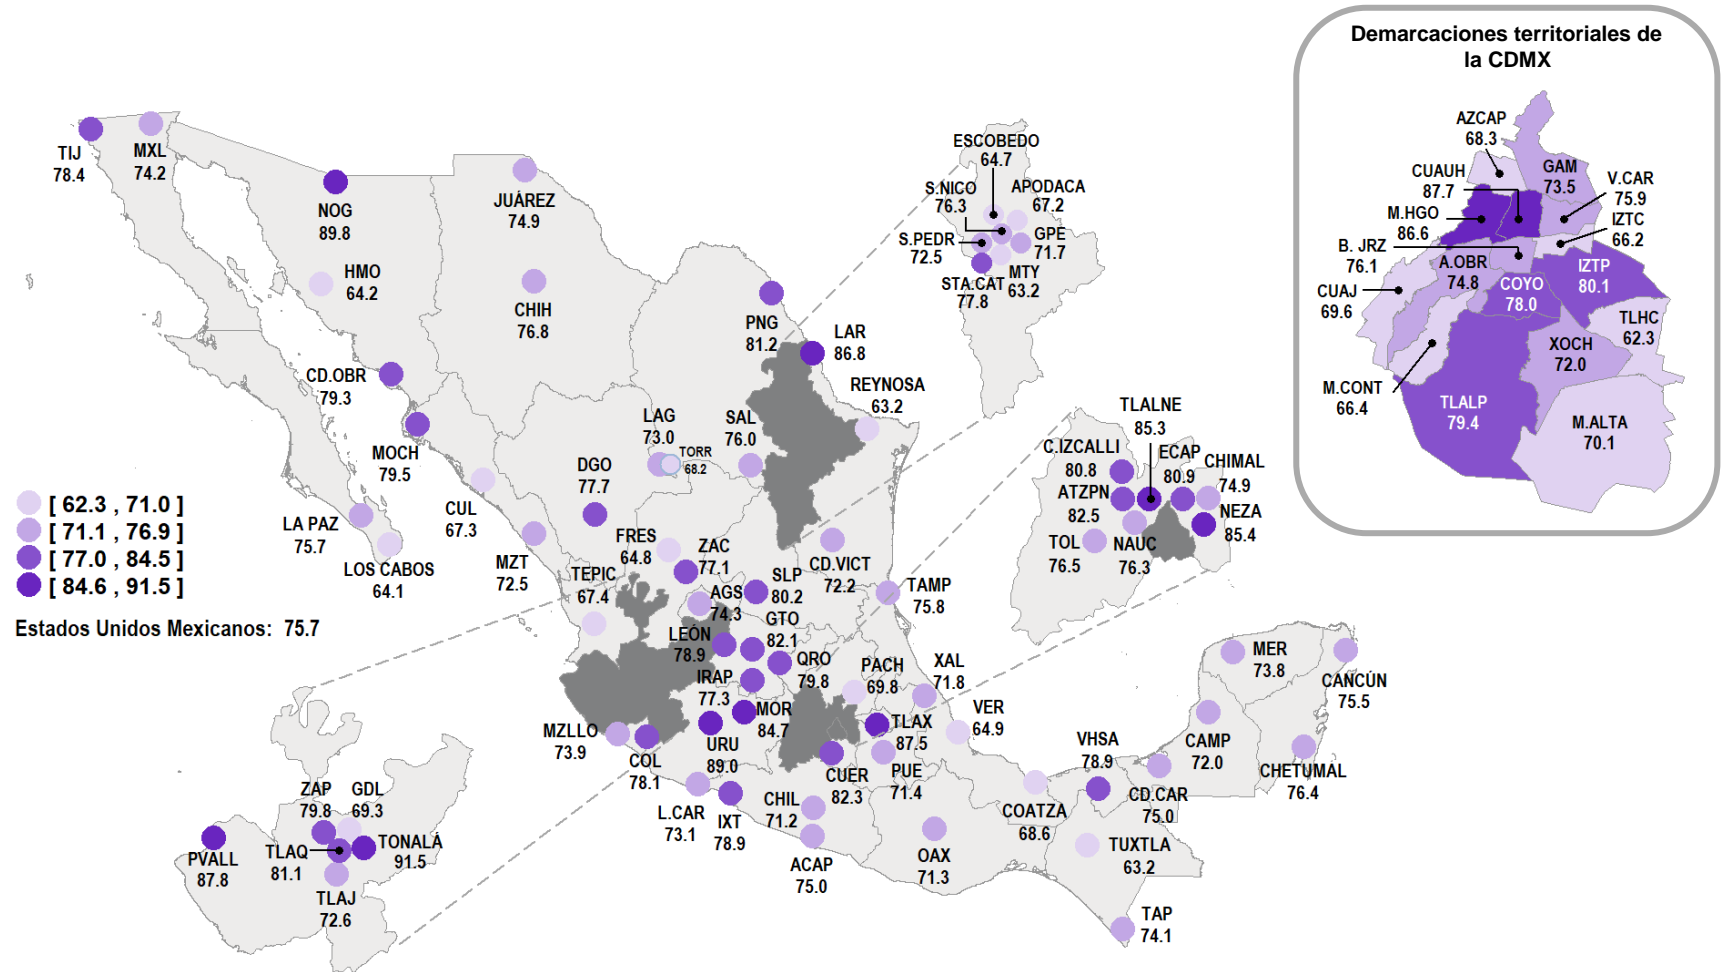 Demarcaciones territoriales de
la CDMX
AZCAP
68.3
CUAUH
87.7
GAM
73.5
V.CAR
75.9
M.HGO
86.6
IZTC
66.2
B. JRZ
76.1
A.OBR
74.8
IZTP
80.1
COYO
78.0
CUAJ
69.6
TLHC
62.3
XOCH
72.0
M.CONT
66.4
TLALP
79.4
M.ALTA
70.1
TIJ
78.4
MXL
74.2
NOG
89.8
JUÁREZ
74.9
HMO
64.2
CHIH
76.8
CD.OBR
79.3
MOCH
79.5
PNG
81.2
LAR
86.8
REYNOSA
63.2
ESCOBEDO
64.7
S.NICO
76.3
APODACA
67.2
S.PEDR
72.5
GPE
71.7
MTY
63.2
STA.CAT
77.8
LAG
73.0
TORR
68.2
SAL
76.0
DGO
77.7
CUL
67.3
LA PAZ
75.7
LOS CABOS
64.1
MZT
72.5
FRES
64.8
ZAC
77.1
TEPIC
67.4
AGS
74.3
SLP
80.2
CD.VICT
72.2
TAMP
75.8
TLALNE
85.3
C.IZCALLI
80.8
ECAP
80.9
CHIMAL
74.9
ATZPN
82.5
NEZA
85.4
TOL
76.5
NAUC
76.3
[ 62.3 , 71.0 ]
[ 71.1 , 76.9 ]
[ 77.0 , 84.5 ]
[ 84.6 , 91.5 ]
Estados Unidos Mexicanos: 75.7
LEÓN
78.9
GTO
82.1
QRO
79.8
IRAP
77.3
PACH
69.8
XAL
71.8
MOR
84.7
TLAX
87.5
VER
64.9
MZLLO
73.9
COL
78.1
URU
89.0
CUER
82.3
PUE
71.4
L.CAR
73.1
IXT
78.9
CHIL
71.2
ACAP
75.0
OAX
71.3
COATZA
68.6
VHSA
78.9
CD.CAR
75.0
CAMP
72.0
MER
73.8
CANCÚN
75.5
CHETUMAL
76.4
TUXTLA
63.2
TAP
74.1
ZAP
79.8
GDL
69.3
PVALL
87.8
TLAQ
81.1
TONALÁ
91.5
TLAJ
72.6